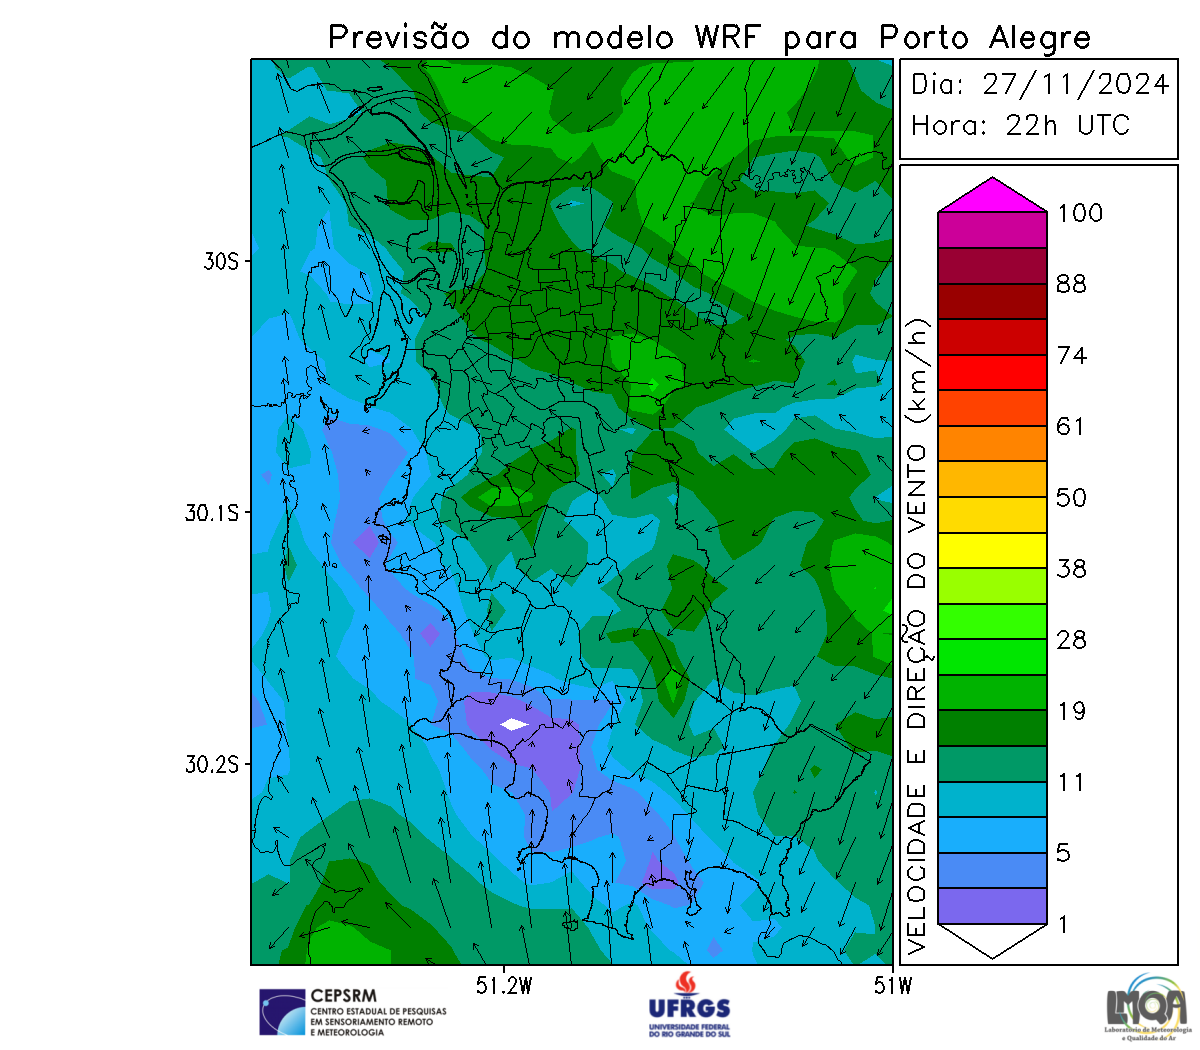 Previsão do modelo WRF para Porto Alegre
Dia: 27/11/2024
Hora: 22h UTC
30S
30.1S
30.2S
51.2W
51W
VELOCIDADE E DIREÇÃO DO VENTO (km/h)
100
88
74
61
50
38
28
19
11
5
1
CEPSRM
CENTRO ESTADUAL DE PESQUISAS
EM SENSORIAMENTO REMOTO
E METEOROLOGIA
UFRGS
UNIVERSIDADE FEDERAL
DO RIO GRANDE DO SUL
LMQA
Laboratório de Meteorologia
e Qualidade do Ar